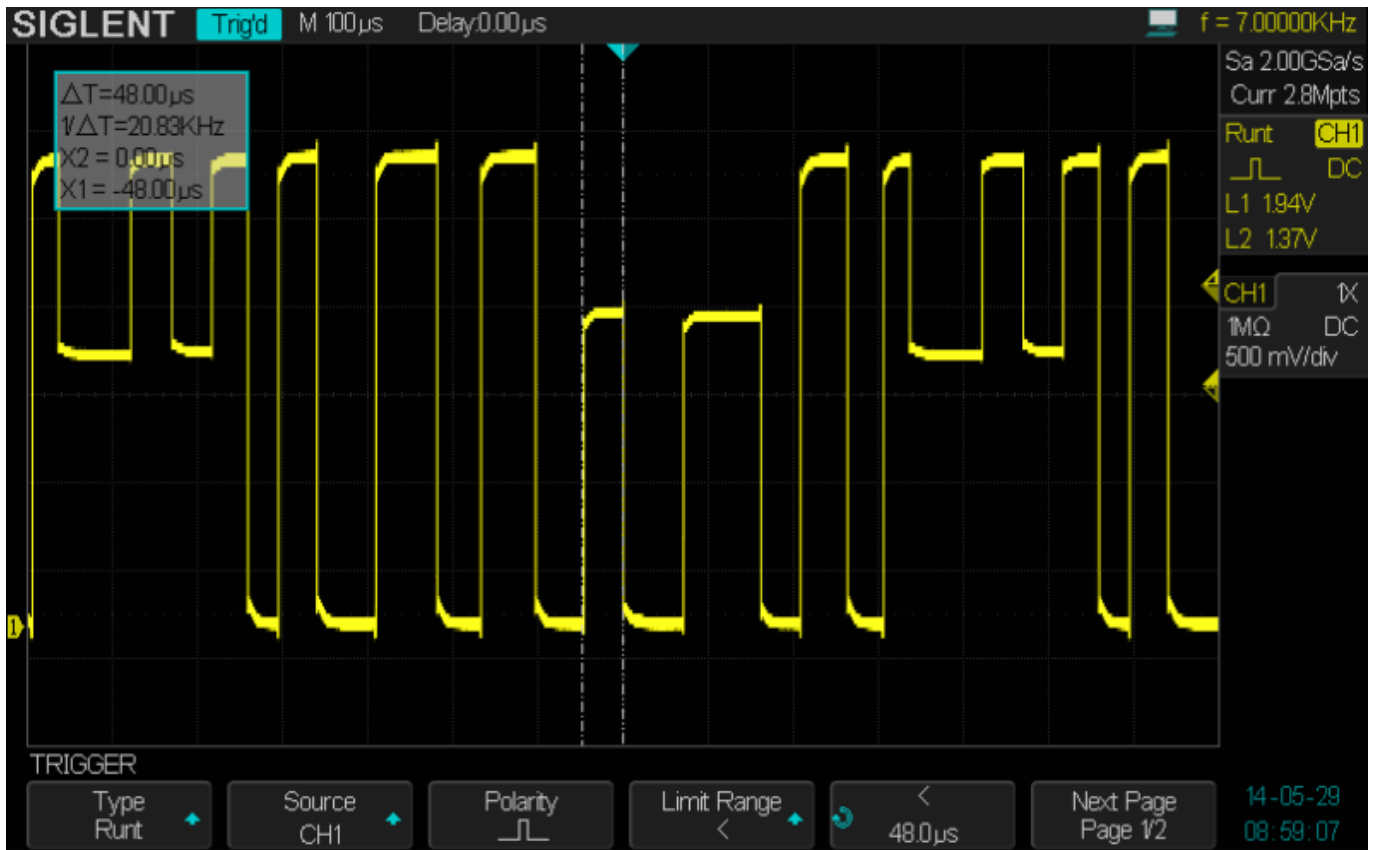 SIGLENT Trig'd M 100µs Delay:0.00µs f = 7.00000KHz
Sa 2.00GSa/s
Curr 2.8Mpts
△T=48.00µs
1/△T=20.83KHz
X2 = 0.00µs
X1 = -48.00µs
Runt CH1
DC
L1 1.94V
L2 1.37V
CH1 1X
1MΩ DC
500 mV/div
1
TRIGGER
Type Source Polarity Limit Range < Next Page 14-05-29
Runt CH1 < 48.0µs Page 1/2 08:59:07